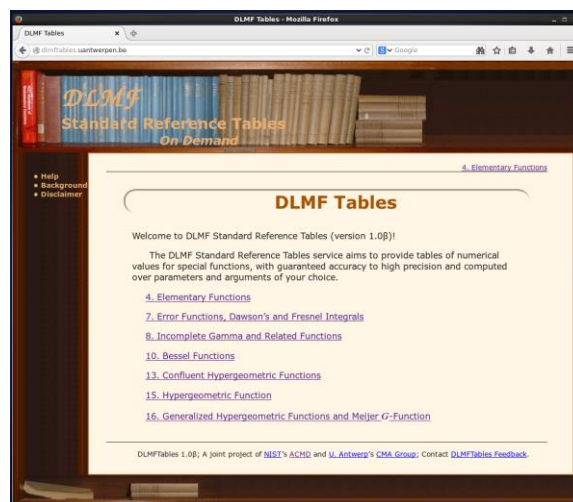 DLMF Tables - Mozilla Firefox
DLMF Tables
dlmftables.uantwerpen.be
Google
DLMF
Standard Reference Tables
On Demand
Help
Background
Disclaimer
4. Elementary Functions
DLMF Tables
Welcome to DLMF Standard Reference Tables (version 1.0β)!
The DLMF Standard Reference Tables service aims to provide tables of numerical
values for special functions, with guaranteed accuracy to high precision and computed
over parameters and arguments of your choice.
4. Elementary Functions
7. Error Functions, Dawson's and Fresnel Integrals
8. Incomplete Gamma and Related Functions
10. Bessel Functions
13. Confluent Hypergeometric Functions
15. Hypergeometric Function
16. Generalized Hypergeometric Functions and Meijer G-Function
DLMFTables 1.0β; A joint project of NIST's ACMD and U. Antwerp's CMA Group; Contact DLMFTables Feedback.